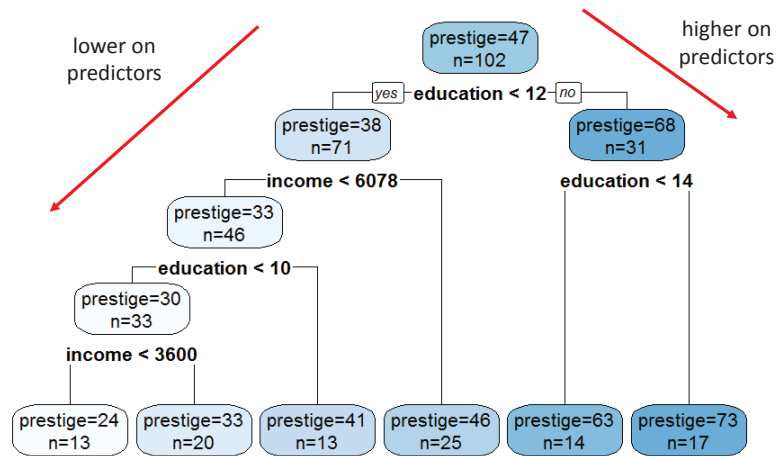 lower on
predictors
higher on
predictors
prestige=47
n=102
yes education < 12 no
prestige=38
n=71
prestige=68
n=31
income < 6078
education < 14
prestige=33
n=46
education < 10
prestige=30
n=33
income < 3600
prestige=24
n=13
prestige=33
n=20
prestige=41
n=13
prestige=46
n=25
prestige=63
n=14
prestige=73
n=17